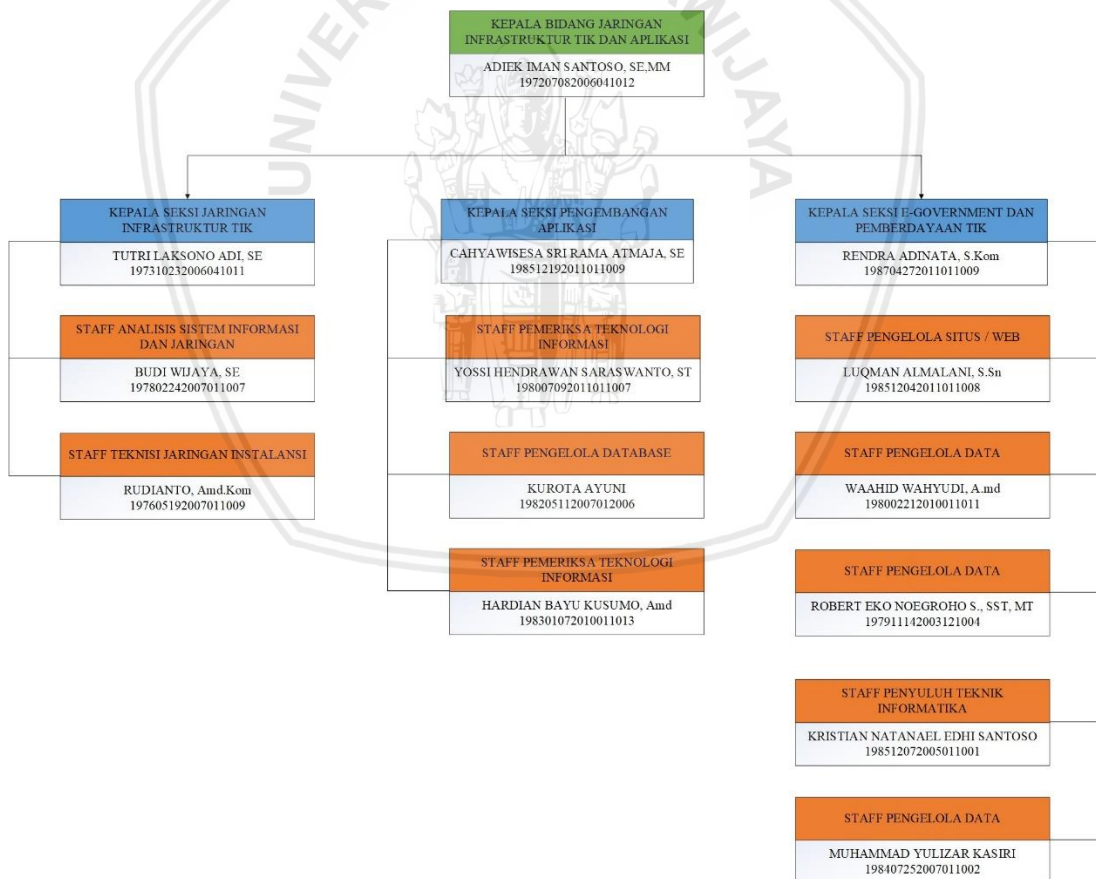 UNIVER
AWIJAYA
KEPALA BIDANG JARINGAN
INFRASTRUKTUR TIK DAN APLIKASI
ADIEK IMAN SANTOSO, SE,MM
197207082006041012
KEPALA SEKSI JARINGAN
INFRASTRUKTUR TIK
TUTRI LAKSONO ADI, SE
197310232006041011
STAFF ANALISIS SISTEM INFORMASI
DAN JARINGAN
BUDI WIJAYA, SE
197802242007011007
STAFF TEKNISI JARINGAN INSTALANSI
RUDIANTO, Amd.Kom
197605192007011009
KEPALA SEKSI PENGEMBANGAN
APLIKASI
CAHYAWISESA SRI RAMA ATMAJA, SE
198512192011011009
STAFF PEMERIKSA TEKNOLOGI
INFORMASI
YOSSI HENDRAWAN SARASWANTO, ST
198007092011011007
STAFF PENGELOLA DATABASE
KUROTA AYUNI
198205112007012006
STAFF PEMERIKSA TEKNOLOGI
INFORMASI
HARDIAN BAYU KUSUMO, Amd
198301072010011013
KEPALA SEKSI E-GOVERNMENT DAN
PEMBERDAYAAN TIK
RENDRA ADINATA, S.Kom
198704272011011009
STAFF PENGELOLA SITUS / WEB
LUQMAN ALMALANI, S.Sn
198512042011011008
STAFF PENGELOLA DATA
WAAHID WAHYUDI, A.md
198002212010011011
STAFF PENGELOLA DATA
ROBERT EKO NOEGROHO S., SST, MT
197911142003121004
STAFF PENYULUH TEKNIK
INFORMATIKA
KRISTIAN NATANAEL EDHI SANTOSO
198512072005011001
STAFF PENGELOLA DATA
MUHAMMAD YULIZAR KASIRI
198407252007011002